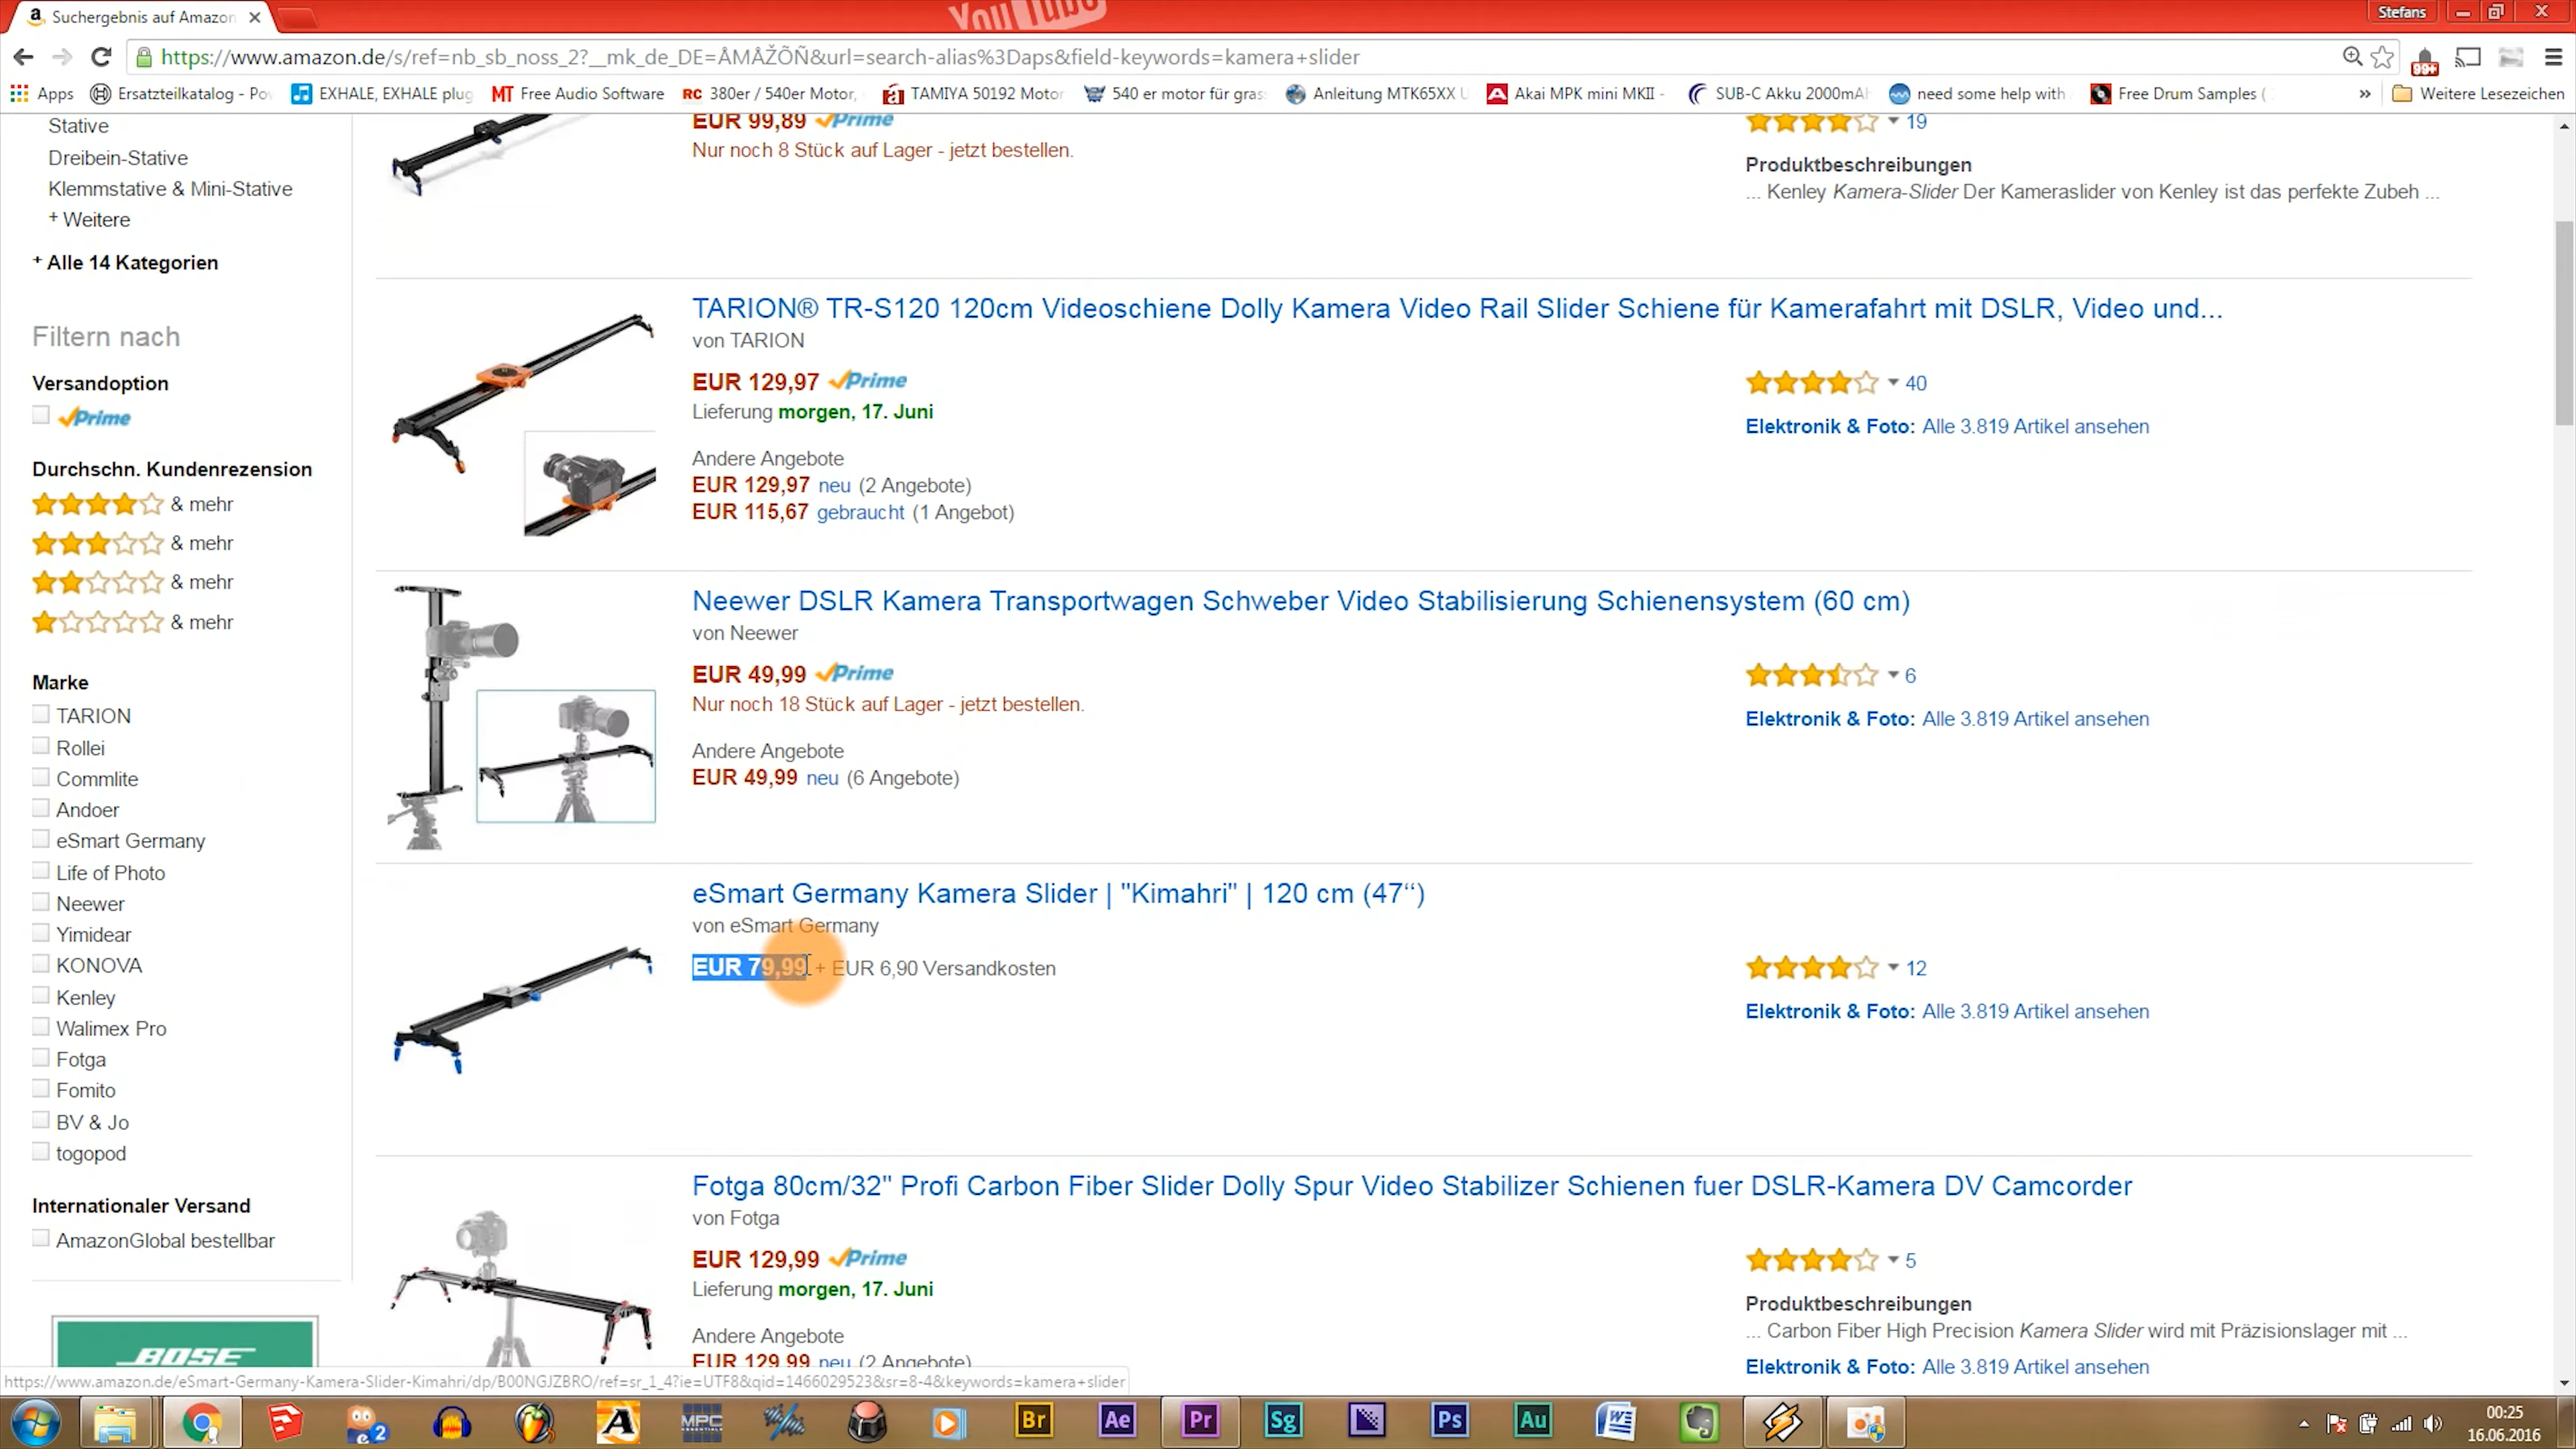 YouTube
Suchergebnis auf Amazon
Stefans
https://www.amazon.de/s/ref=nb_sb_noss_2?__mk_de_DE=ÅMÅŽÕÑ&url=search-alias%3Daps&field-keywords=kamera+slider
99+
Apps Ersatzteilkatalog - Po EXHALE, EXHALE plug MT Free Audio Software RC 380er / 540er Motor, TAMIYA 50192 Motor 540 er motor für gras Anleitung MTK65XX U Akai MPK mini MKII - SUB-C Akku 2000mAh need some help with Free Drum Samples ( » Weitere Lesezeichen
Stative
Dreibein-Stative
Klemmstative & Mini-Stative
+ Weitere
+ Alle 14 Kategorien
Filtern nach
Versandoption
Prime
Durchschn. Kundenrezension
& mehr
& mehr
& mehr
& mehr
Marke
TARION
Rollei
Commlite
Andoer
eSmart Germany
Life of Photo
Neewer
Yimidear
KONOVA
Kenley
Walimex Pro
Fotga
Fomito
BV & Jo
togopod
Internationaler Versand
AmazonGlobal bestellbar
BOSE
EUR 99,89 Prime
Nur noch 8 Stück auf Lager - jetzt bestellen.
19
Produktbeschreibungen
... Kenley Kamera-Slider Der Kameraslider von Kenley ist das perfekte Zubeh ...
TARION® TR-S120 120cm Videoschiene Dolly Kamera Video Rail Slider Schiene für Kamerafahrt mit DSLR, Video und...
von TARION
EUR 129,97 Prime
Lieferung morgen, 17. Juni
Andere Angebote
EUR 129,97 neu (2 Angebote)
EUR 115,67 gebraucht (1 Angebot)
40
Elektronik & Foto: Alle 3.819 Artikel ansehen
Neewer DSLR Kamera Transportwagen Schweber Video Stabilisierung Schienensystem (60 cm)
von Neewer
EUR 49,99 Prime
Nur noch 18 Stück auf Lager - jetzt bestellen.
Andere Angebote
EUR 49,99 neu (6 Angebote)
6
Elektronik & Foto: Alle 3.819 Artikel ansehen
eSmart Germany Kamera Slider | "Kimahri" | 120 cm (47“)
von eSmart Germany
EUR 79,99 + EUR 6,90 Versandkosten
12
Elektronik & Foto: Alle 3.819 Artikel ansehen
Fotga 80cm/32" Profi Carbon Fiber Slider Dolly Spur Video Stabilizer Schienen fuer DSLR-Kamera DV Camcorder
von Fotga
EUR 129,99 Prime
Lieferung morgen, 17. Juni
Andere Angebote
EUR 129,99 neu (2 Angebote)
5
Produktbeschreibungen
... Carbon Fiber High Precision Kamera Slider wird mit Präzisionslager mit ...
Elektronik & Foto: Alle 3.819 Artikel ansehen
https://www.amazon.de/eSmart-Germany-Kamera-Slider-Kimahri/dp/B00NGJZBRO/ref=sr_1_4?ie=UTF8&qid=1466029523&sr=8-4&keywords=kamera+slider
2 A MPC Br Ae Pr Sg Ps Au W
00:25
16.06.2016